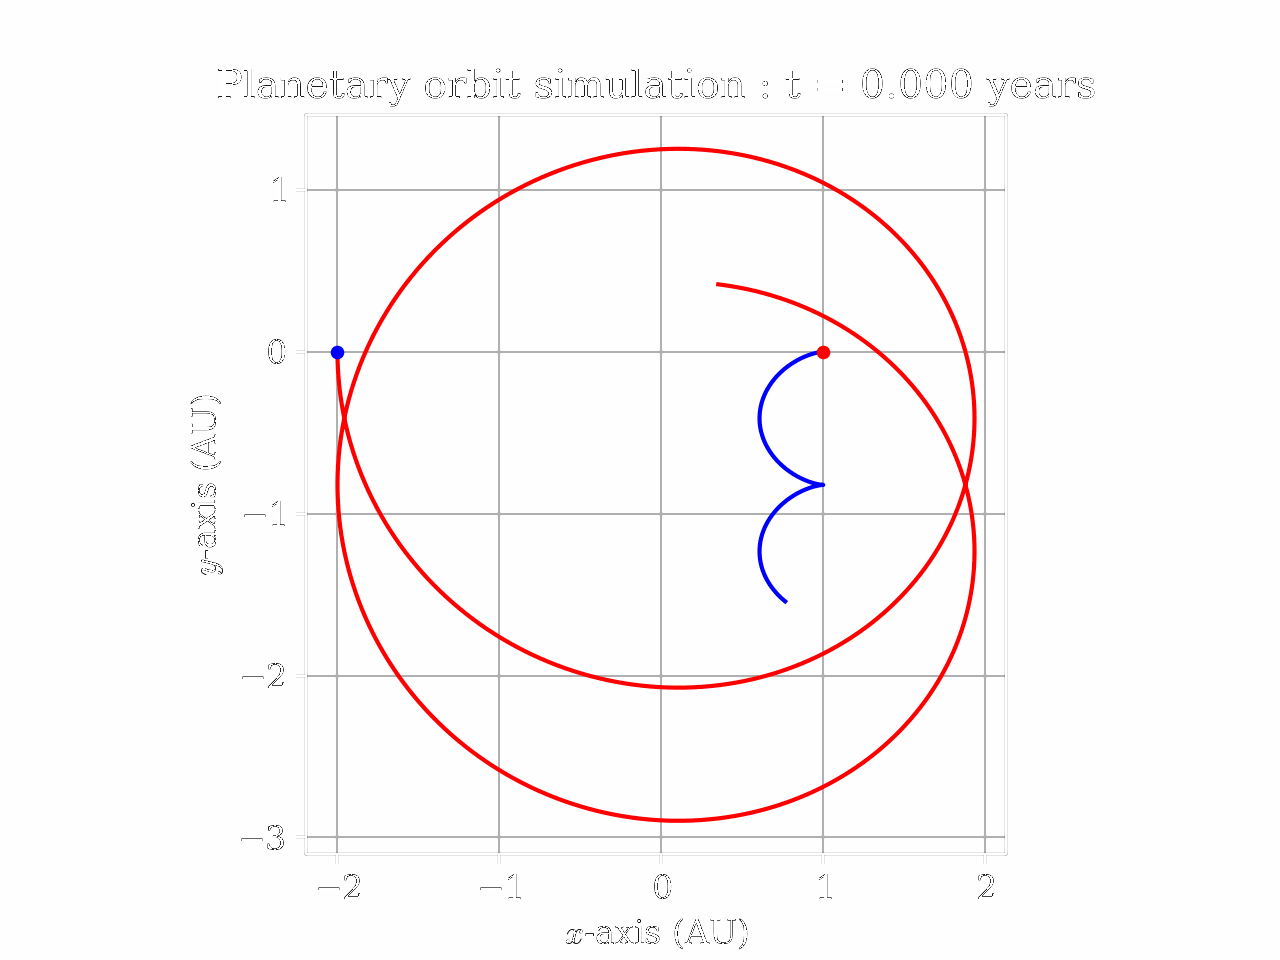 Planetary orbit simulation : t = 0.000 years
1
0
−1
−2
−3
y-axis (AU)
−2 −1 0 1 2
x-axis (AU)